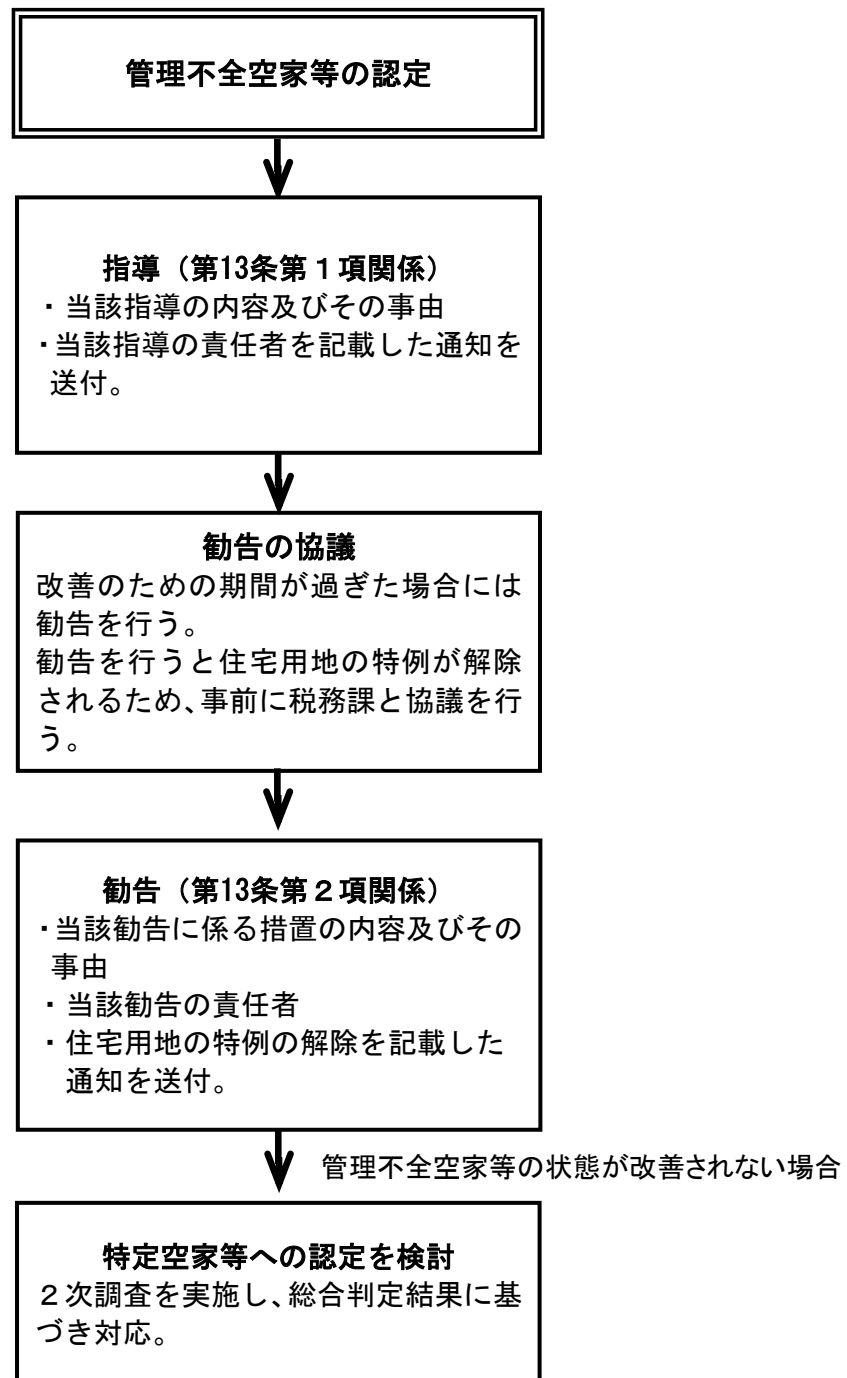 管理不全空家等の認定
指導（第13条第１項関係）
・当該指導の内容及びその事由
・当該指導の責任者を記載した通知を
送付。
勧告の協議
改善のための期間が過ぎた場合には
勧告を行う。
勧告を行うと住宅用地の特例が解除
されるため、事前に税務課と協議を行
う。
勧告（第13条第２項関係）
・当該勧告に係る措置の内容及びその
事由
・当該勧告の責任者
・住宅用地の特例の解除を記載した
通知を送付。
管理不全空家等の状態が改善されない場合
特定空家等への認定を検討
２次調査を実施し、総合判定結果に基
づき対応。